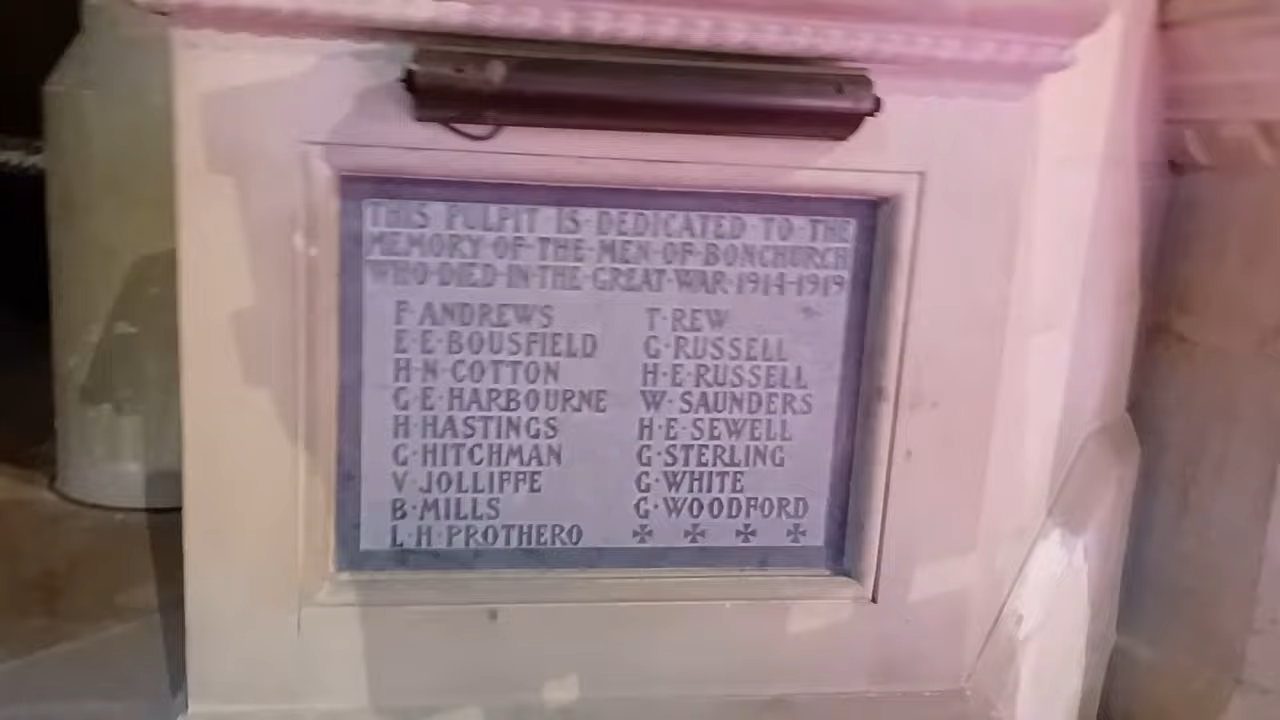 THIS PULPIT IS·DEDICATED·TO·THE
MEMORY·OF·THE·MEN·OF·BONCHURCH
WHO·DIED·IN·THE·GREAT·WAR·1914-1919
F·ANDREWS
E·E·BOUSFIELD
H·N·COTTON
G·E·HARBOURNE
H·HASTINGS
G·HITCHMAN
V·JOLLIFFE
B·MILLS
L·H·PROTHERO
T·REW
G·RUSSELL
H·E·RUSSELL
W·SAUNDERS
H·E·SEWELL
G·STERLING
G·WHITE
G·WOODFORD